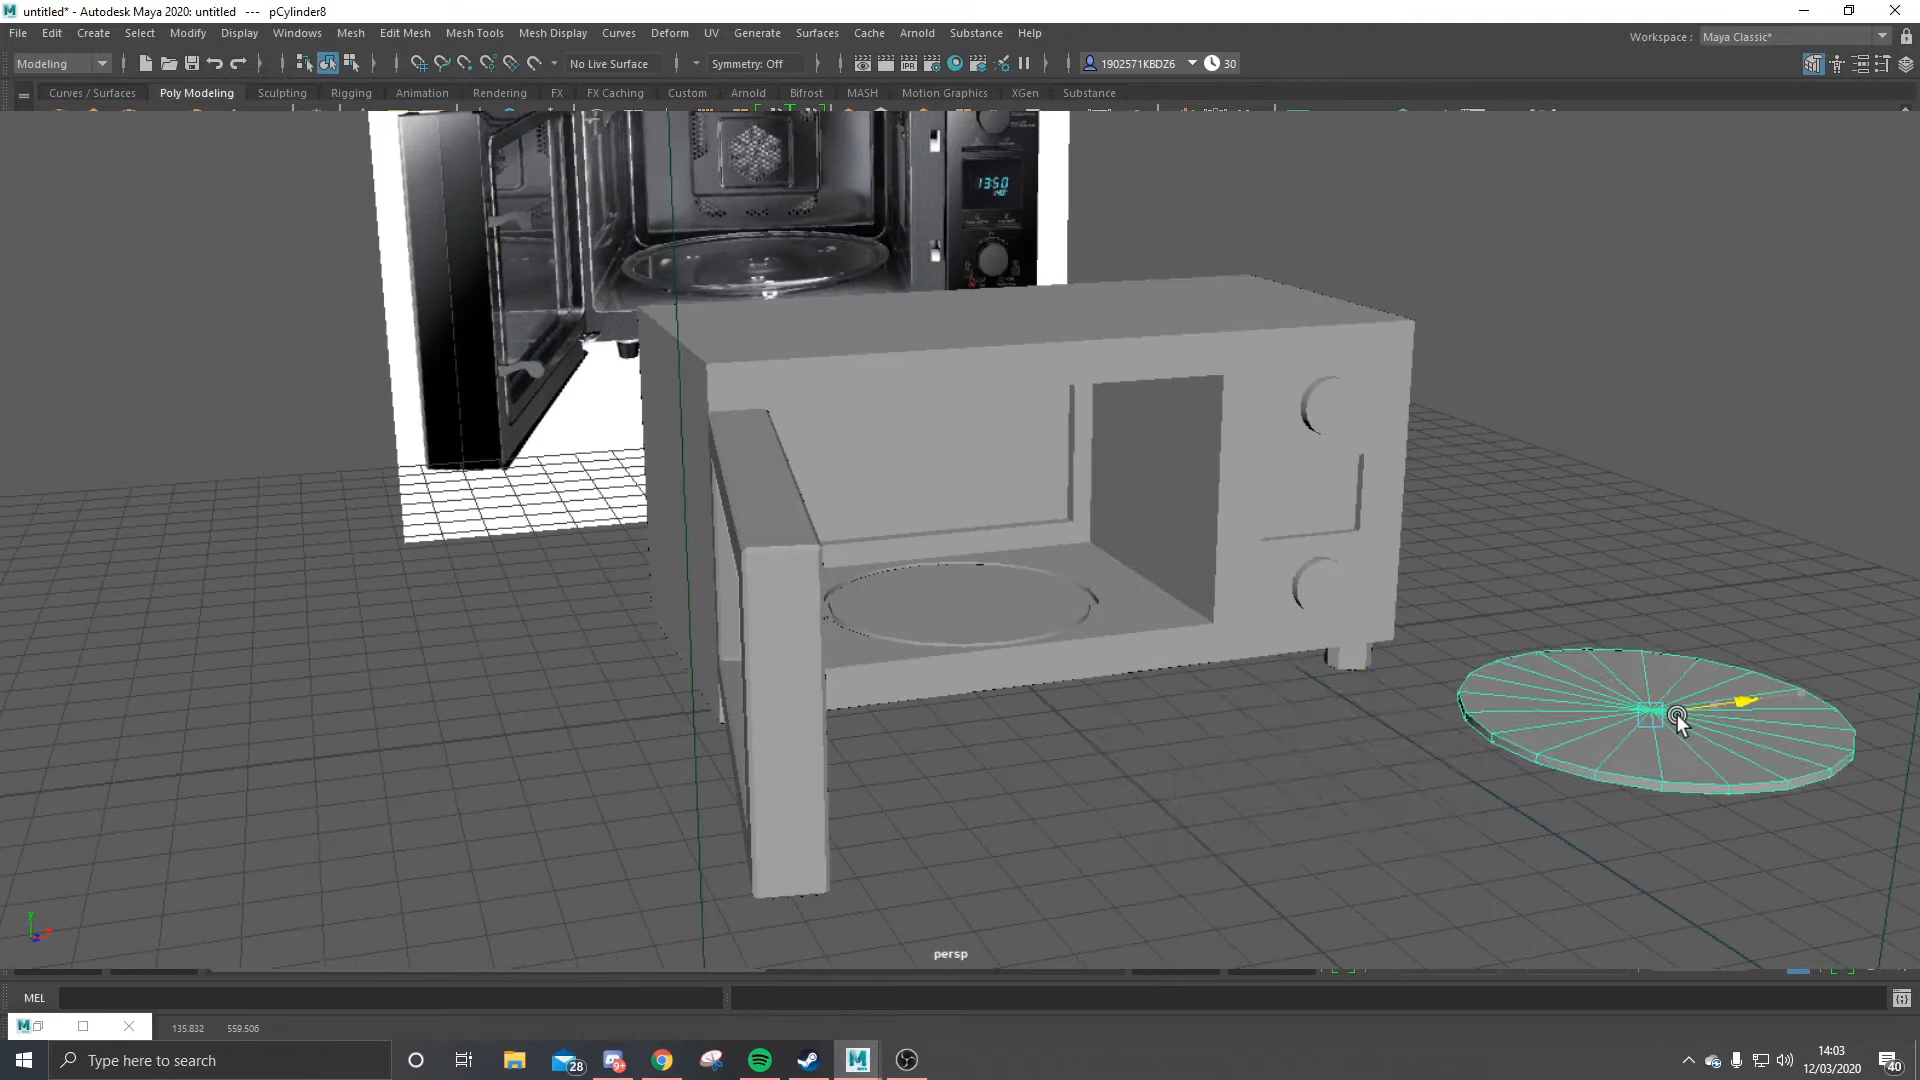 untitled* - Autodesk Maya 2020: untitled --- pCylinder8
File Edit Create Select Modify Display Windows Mesh Edit Mesh Mesh Tools Mesh Display Curves Deform UV Generate Surfaces Cache Arnold Substance Help
Workspace : Maya Classic*
Modeling No Live Surface Symmetry: Off 1902571KBDZ6 30
Curves / Surfaces Poly Modeling Sculpting Rigging Animation Rendering FX FX Caching Custom Arnold Bifrost MASH Motion Graphics XGen Substance
13:50
persp
MEL
135.832 559.506
Type here to search
28
9+
14:03
12/03/2020
40